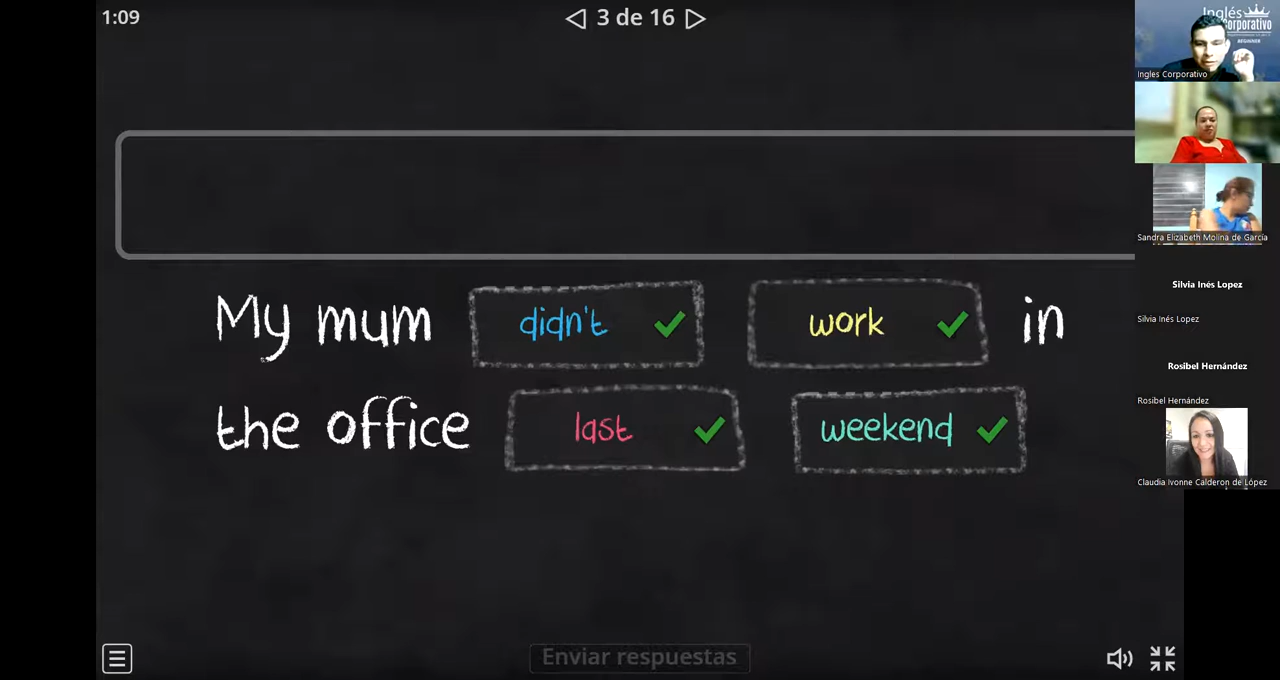 1:09
3 de 16
My mum didn't work in
the office last weekend
Enviar respuestas
Inglés
Corporativo
BEGINNER
Ingles Corporativo
Sandra Elizabeth Molina de García
Silvia Inés Lopez
Silvia Inés Lopez
Rosibel Hernández
Rosibel Hernández
Claudia Ivonne Calderon de López